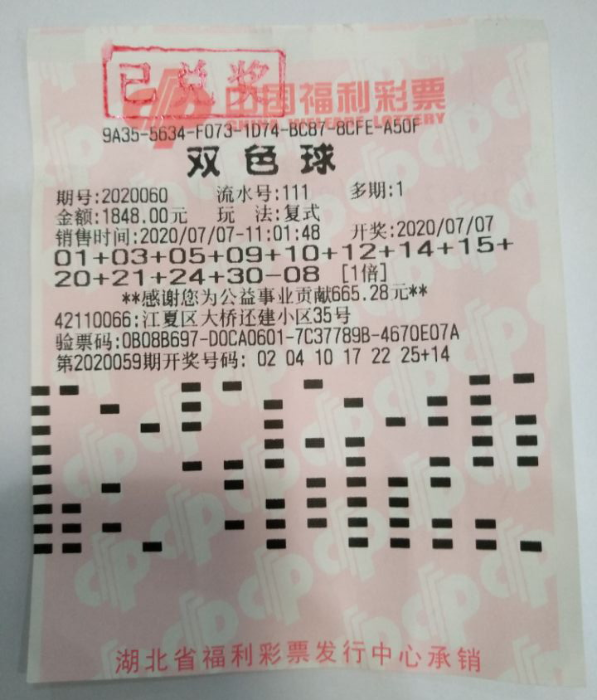 已兑奖
中国福利彩票
CHINA WELFARE LOTTERY
9A35-5634-F073-1D74-BC87-8CFE-A50F
双色球
期号:2020060 流水号:111 多期:1
金额:1848.00元 玩 法:复式
销售时间:2020/07/07-11:01:48 开奖:2020/07/07
01+03+05+09+10+12+14+15+
20+21+24+30-08 [1倍]
**感谢您为公益事业贡献665.28元**
42110066:江夏区大桥还建小区35号
验票码:0B08B697-D0CA0601-7C37789B-4670E07A
第2020059期开奖号码: 02 04 10 17 22 25+14
湖北省福利彩票发行中心承销